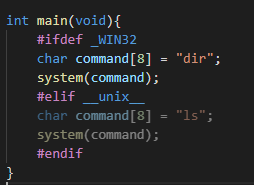 int main(void){
    #ifdef _WIN32
    char command[8] = "dir";
    system(command);
    #elif __unix__
    char command[8] = "ls";
    system(command);
    #endif
}